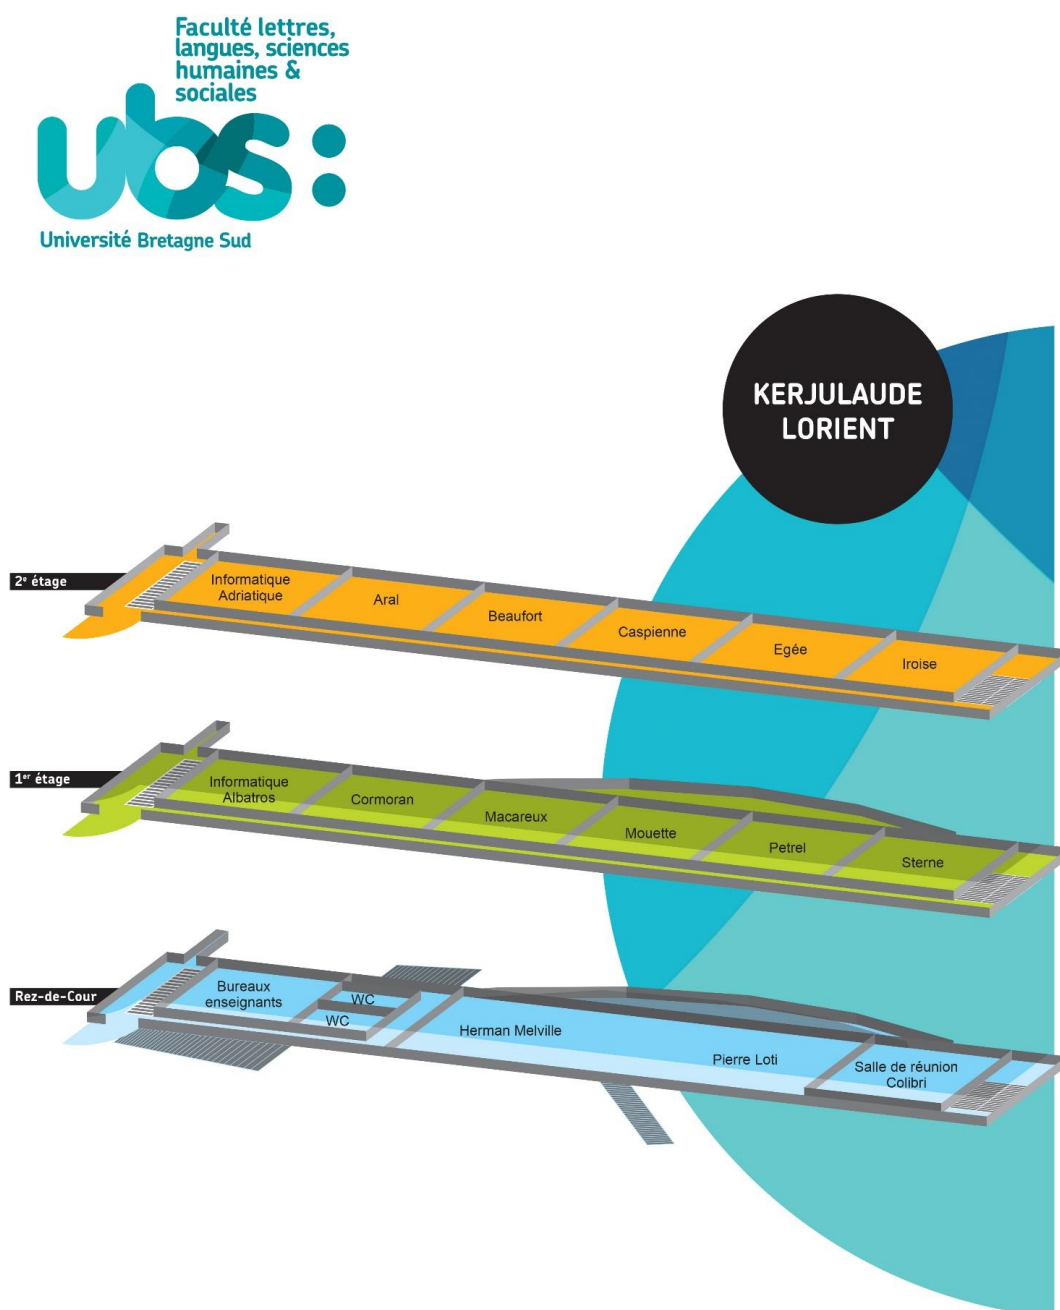 Faculté lettres,
langues, sciences
humaines &
sociales
ubs:
Université Bretagne Sud
KERJULAUDE
LORIENT
2e étage
Informatique
Adriatique
Aral
Beaufort
Caspienne
Egée
Iroise
1er étage
Informatique
Albatros
Cormoran
Macareux
Mouette
Petrel
Sterne
Rez-de-Cour
Bureaux
enseignants
WC
WC
Herman Melville
Pierre Loti
Salle de réunion
Colibri